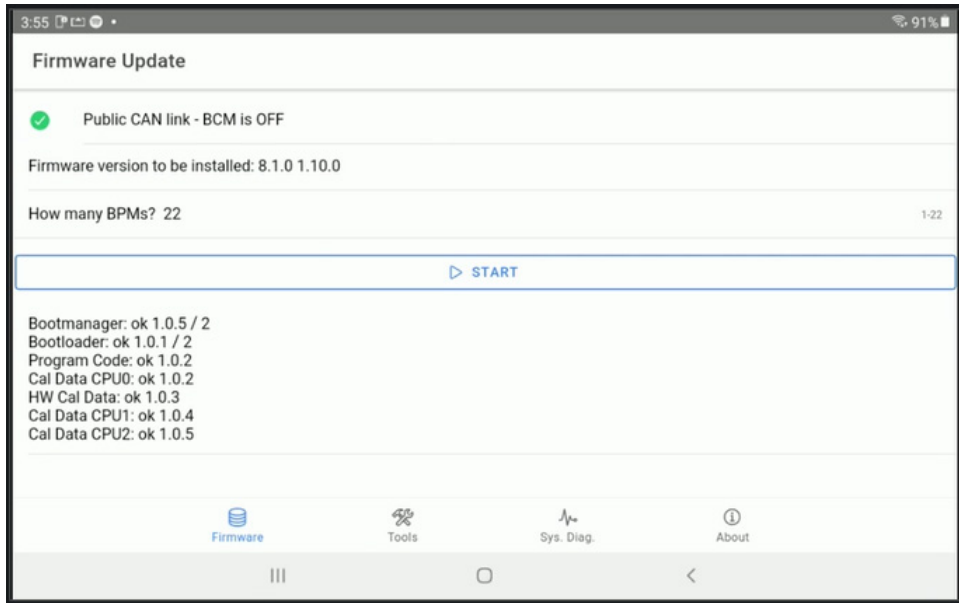 3:55
91%
Firmware Update
Public CAN link - BCM is OFF
Firmware version to be installed: 8.1.0 1.10.0
How many BPMs? 22
1-22
START
Bootmanager: ok 1.0.5 / 2
Bootloader: ok 1.0.1 / 2
Program Code: ok 1.0.2
Cal Data CPU0: ok 1.0.2
HW Cal Data: ok 1.0.3
Cal Data CPU1: ok 1.0.4
Cal Data CPU2: ok 1.0.5
Firmware
Tools
Sys. Diag.
About